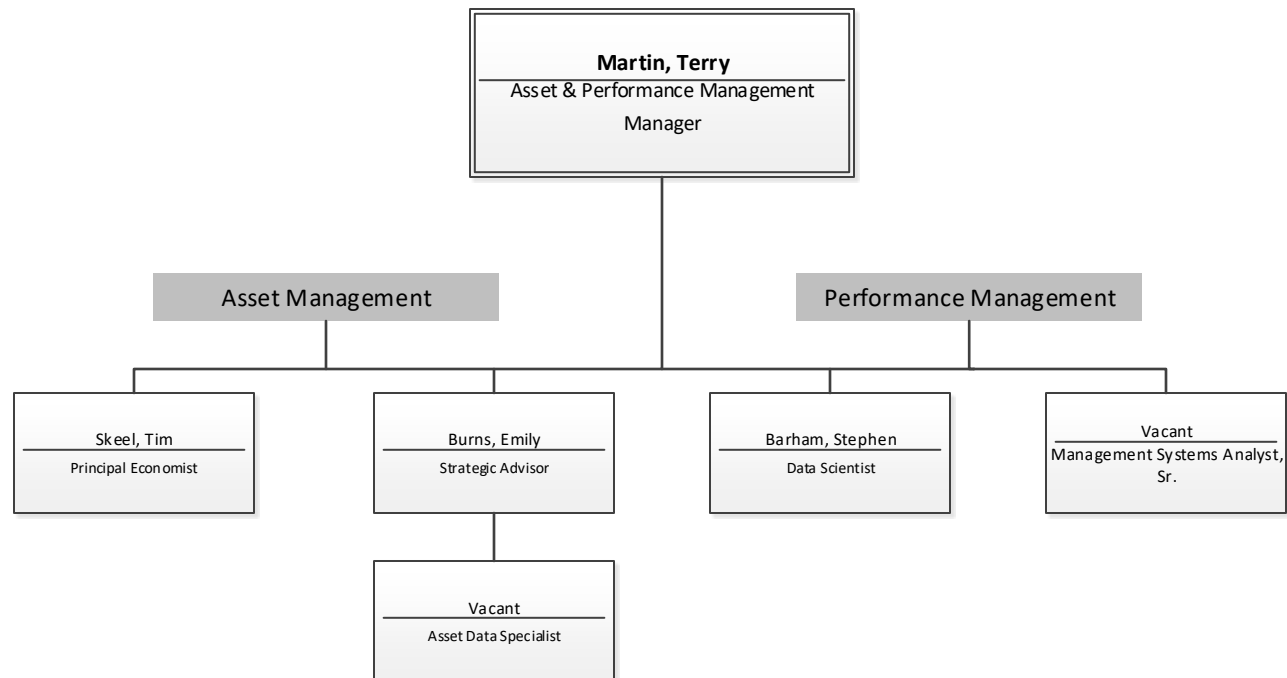 Martin, Terry
Asset & Performance Management
Manager
Asset Management
Performance Management
Skeel, Tim
Principal Economist
Burns, Emily
Strategic Advisor
Barham, Stephen
Data Scientist
Vacant
Management Systems Analyst,
Sr.
Vacant
Asset Data Specialist